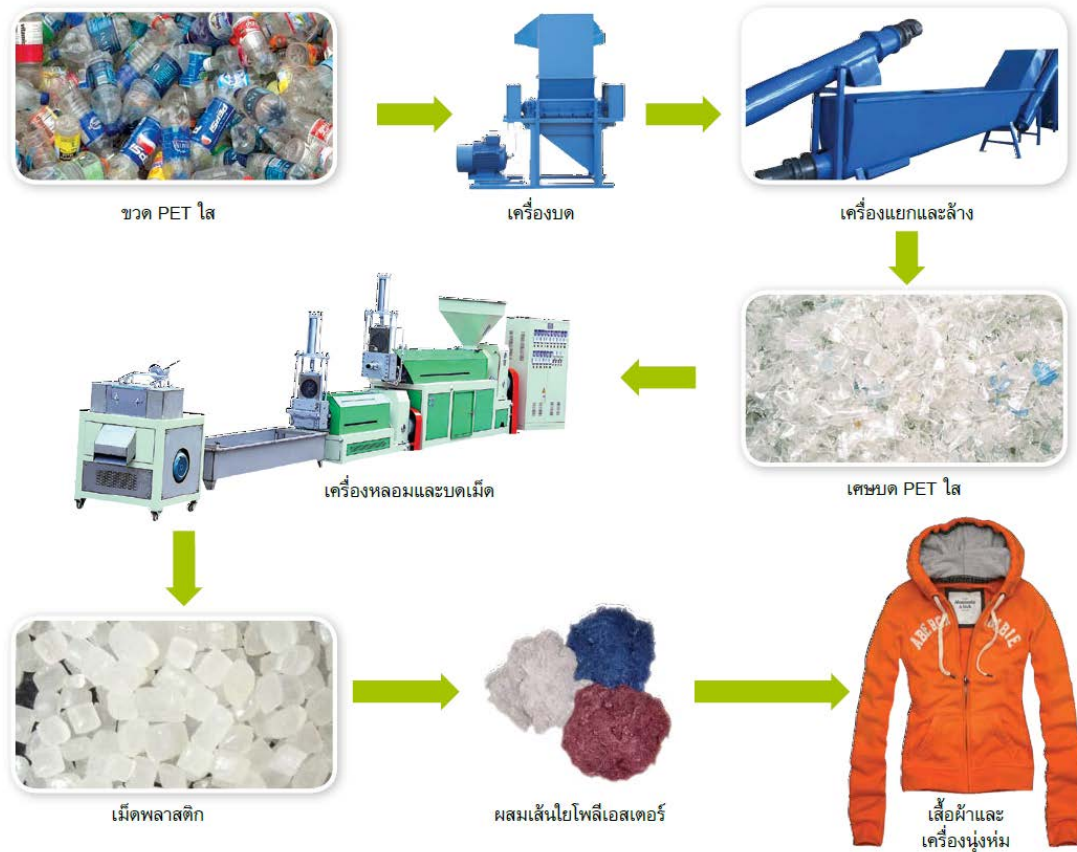 ขวด PET ใส
เครื่องบด
เครื่องแยกและล้าง
เศษบด PET ใส
เครื่องหลอมและบดเม็ด
เม็ดพลาสติก
ผสมเส้นใยโพลีเอสเตอร์
เสื้อผ้าและ
เครื่องนุ่งห่ม